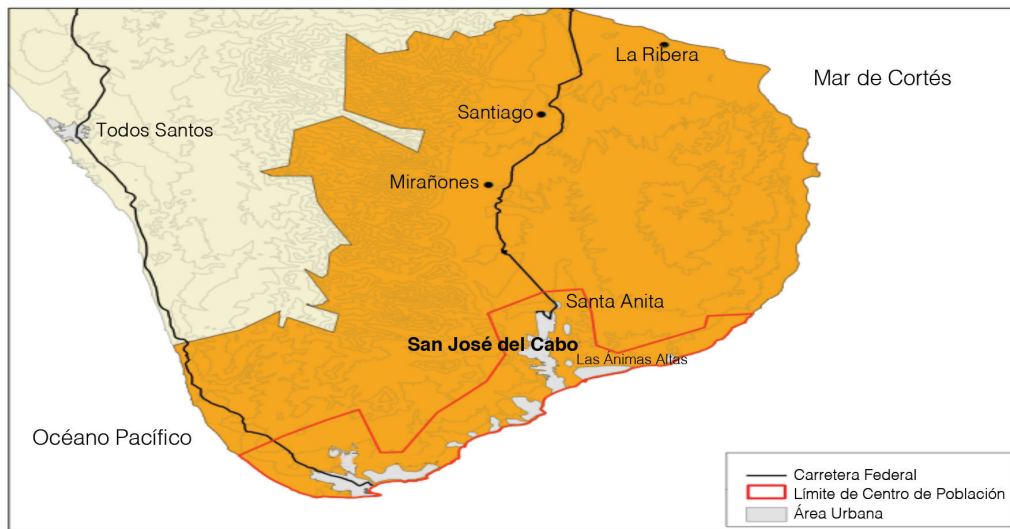 La Ribera
Mar de Cortés
Santiago
Todos Santos
Mirañones
Santa Anita
San José del Cabo
Las Ánimas Altas
Océano Pacífico
Carretera Federal
Límite de Centro de Población
Área Urbana